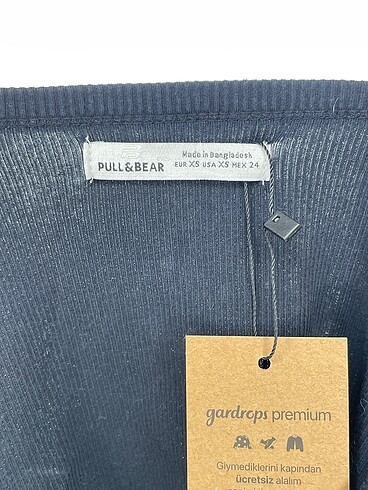 Made in Bangladesh
PULL&BEAR
EUR XS USA XS MEX 24
gardrops premium
Giymediklerini kapından
ücretsiz alalım